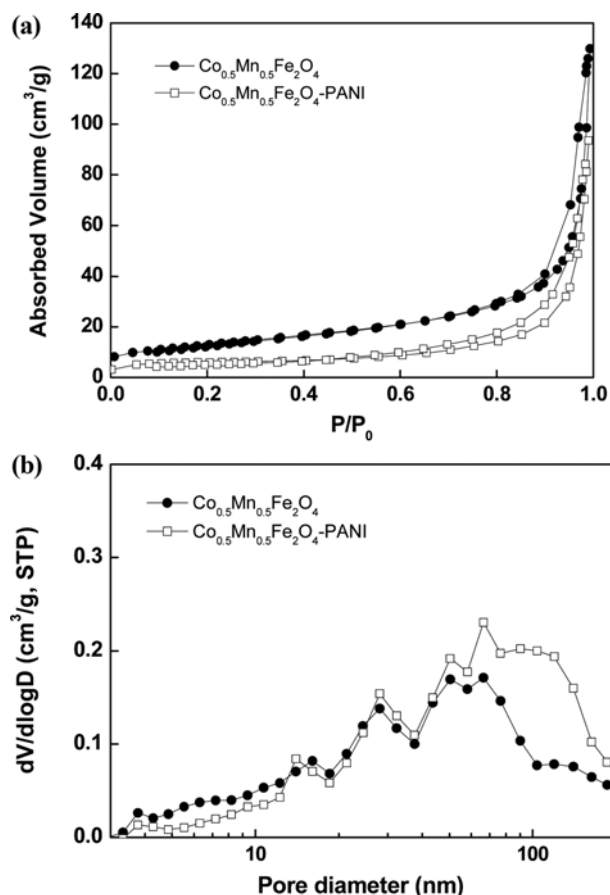 (a)
140
120
100
80
60
40
20
0
Absorbed Volume (cm³/g)
Co₀.₅Mn₀.₅Fe₂O₄
Co₀.₅Mn₀.₅Fe₂O₄-PANI
0.0 0.2 0.4 0.6 0.8 1.0
P/P₀
(b)
0.4
0.3
0.2
0.1
0.0
dV/dlogD (cm³/g, STP)
Co₀.₅Mn₀.₅Fe₂O₄
Co₀.₅Mn₀.₅Fe₂O₄-PANI
10 100
Pore diameter (nm)